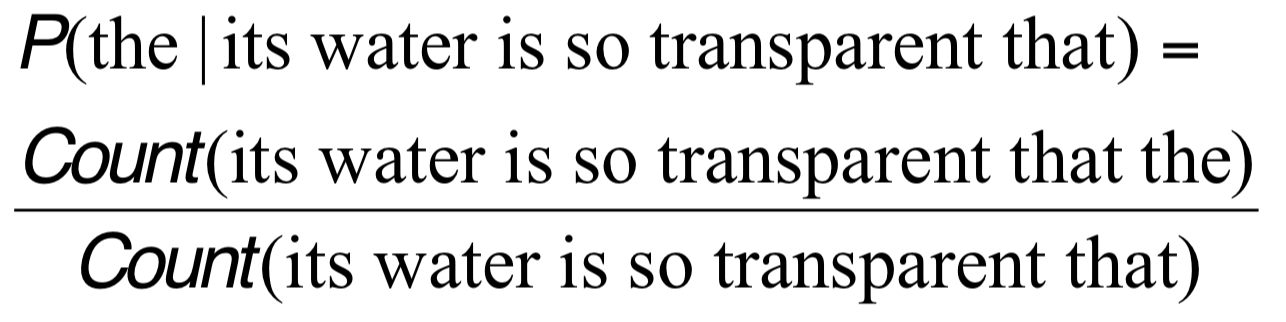 P(the | its water is so transparent that) =
Count(its water is so transparent that the)
Count(its water is so transparent that)